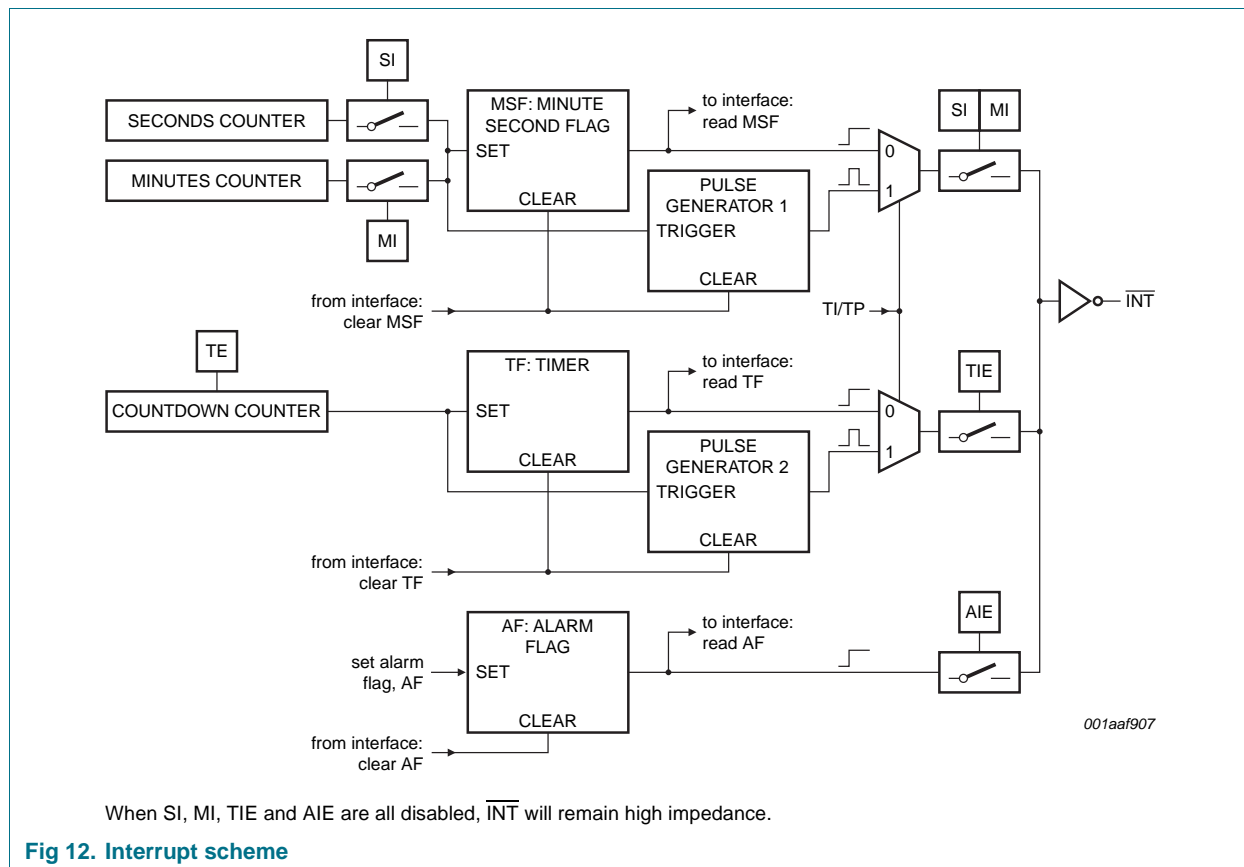 SI
SECONDS COUNTER
MINUTES COUNTER
MI
MSF: MINUTE
SECOND FLAG
SET
CLEAR
to interface:
read MSF
PULSE
GENERATOR 1
TRIGGER
CLEAR
from interface:
clear MSF
0
1
SI MI
TI/TP
INT
TE
COUNTDOWN COUNTER
TF: TIMER
SET
CLEAR
to interface:
read TF
PULSE
GENERATOR 2
TRIGGER
CLEAR
from interface:
clear TF
0
1
TIE
AF: ALARM
FLAG
SET
CLEAR
set alarm
flag, AF
to interface:
read AF
from interface:
clear AF
AIE
001aaf907
When SI, MI, TIE and AIE are all disabled, INT will remain high impedance.
Fig 12. Interrupt scheme